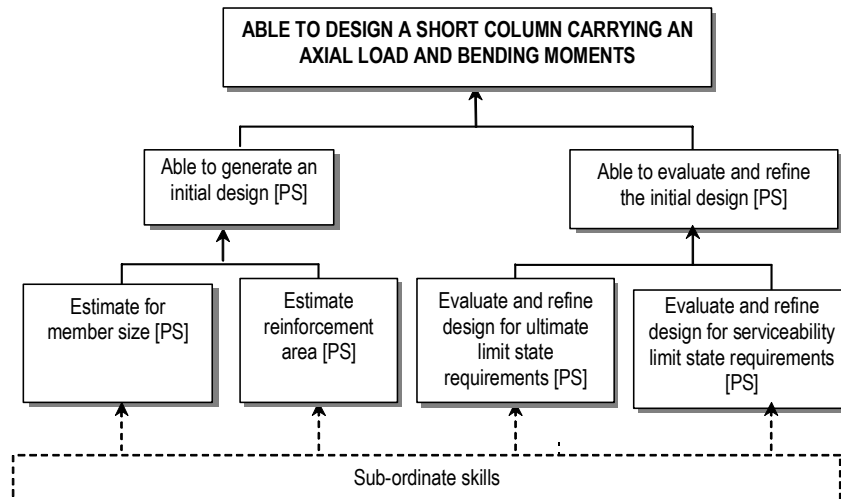 ABLE TO DESIGN A SHORT COLUMN CARRYING AN
AXIAL LOAD AND BENDING MOMENTS
Able to generate an
initial design [PS]
Able to evaluate and refine
the initial design [PS]
Estimate for
member size [PS]
Estimate
reinforcement
area [PS]
Evaluate and refine
design for ultimate
limit state
requirements [PS]
Evaluate and refine
design for serviceability
limit state requirements
[PS]
Sub-ordinate skills